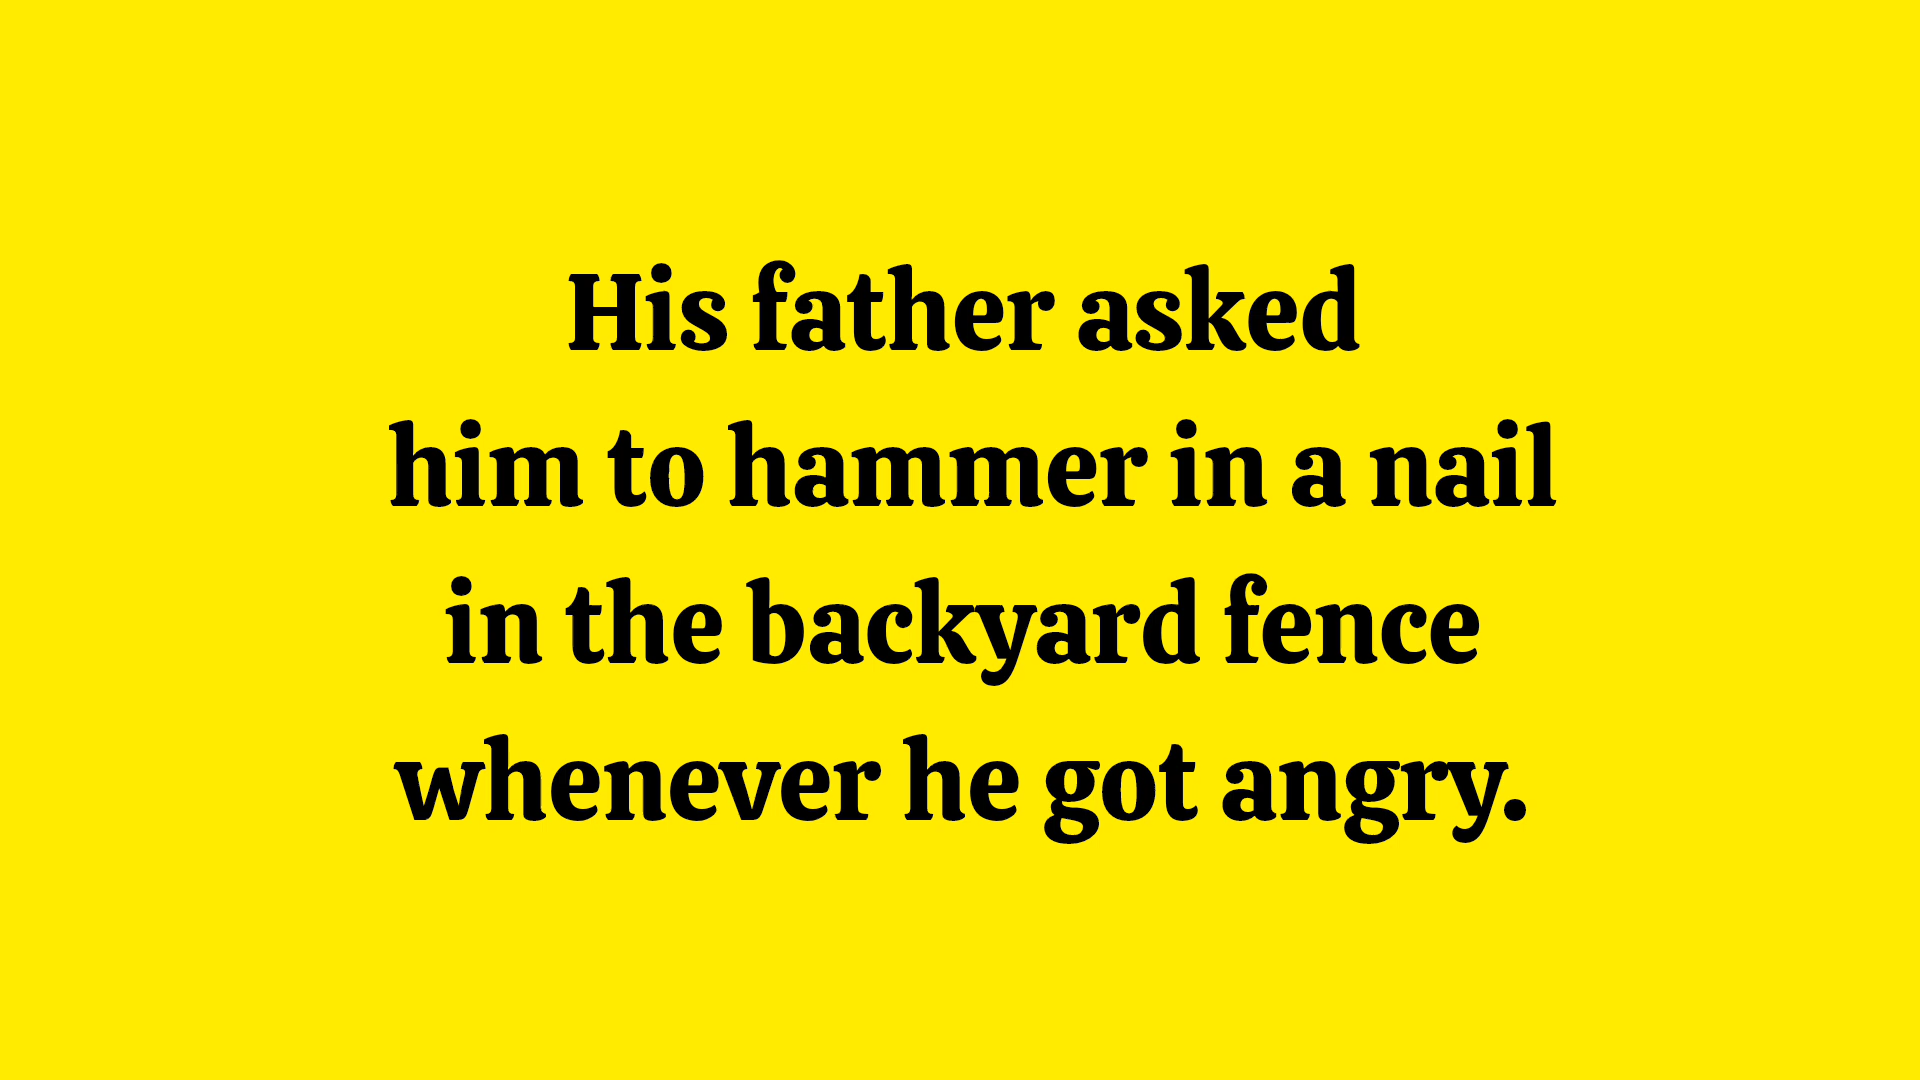 His father asked
him to hammer in a nail
in the backyard fence
whenever he got angry.